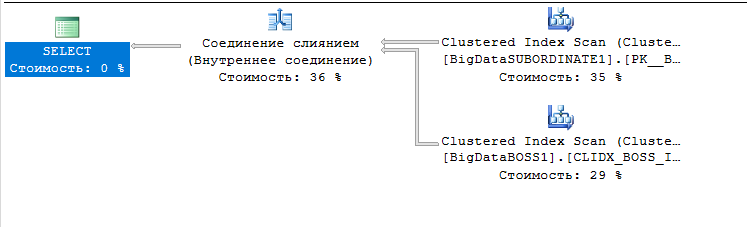 SELECT
Стоимость: 0 %
Соединение слиянием
(Внутреннее соединение)
Стоимость: 36 %
Clustered Index Scan (Cluste…
[BigDataSUBORDINATE1].[PK__B…
Стоимость: 35 %
Clustered Index Scan (Cluste…
[BigDataBOSS1].[CLIDX_BOSS_I…
Стоимость: 29 %